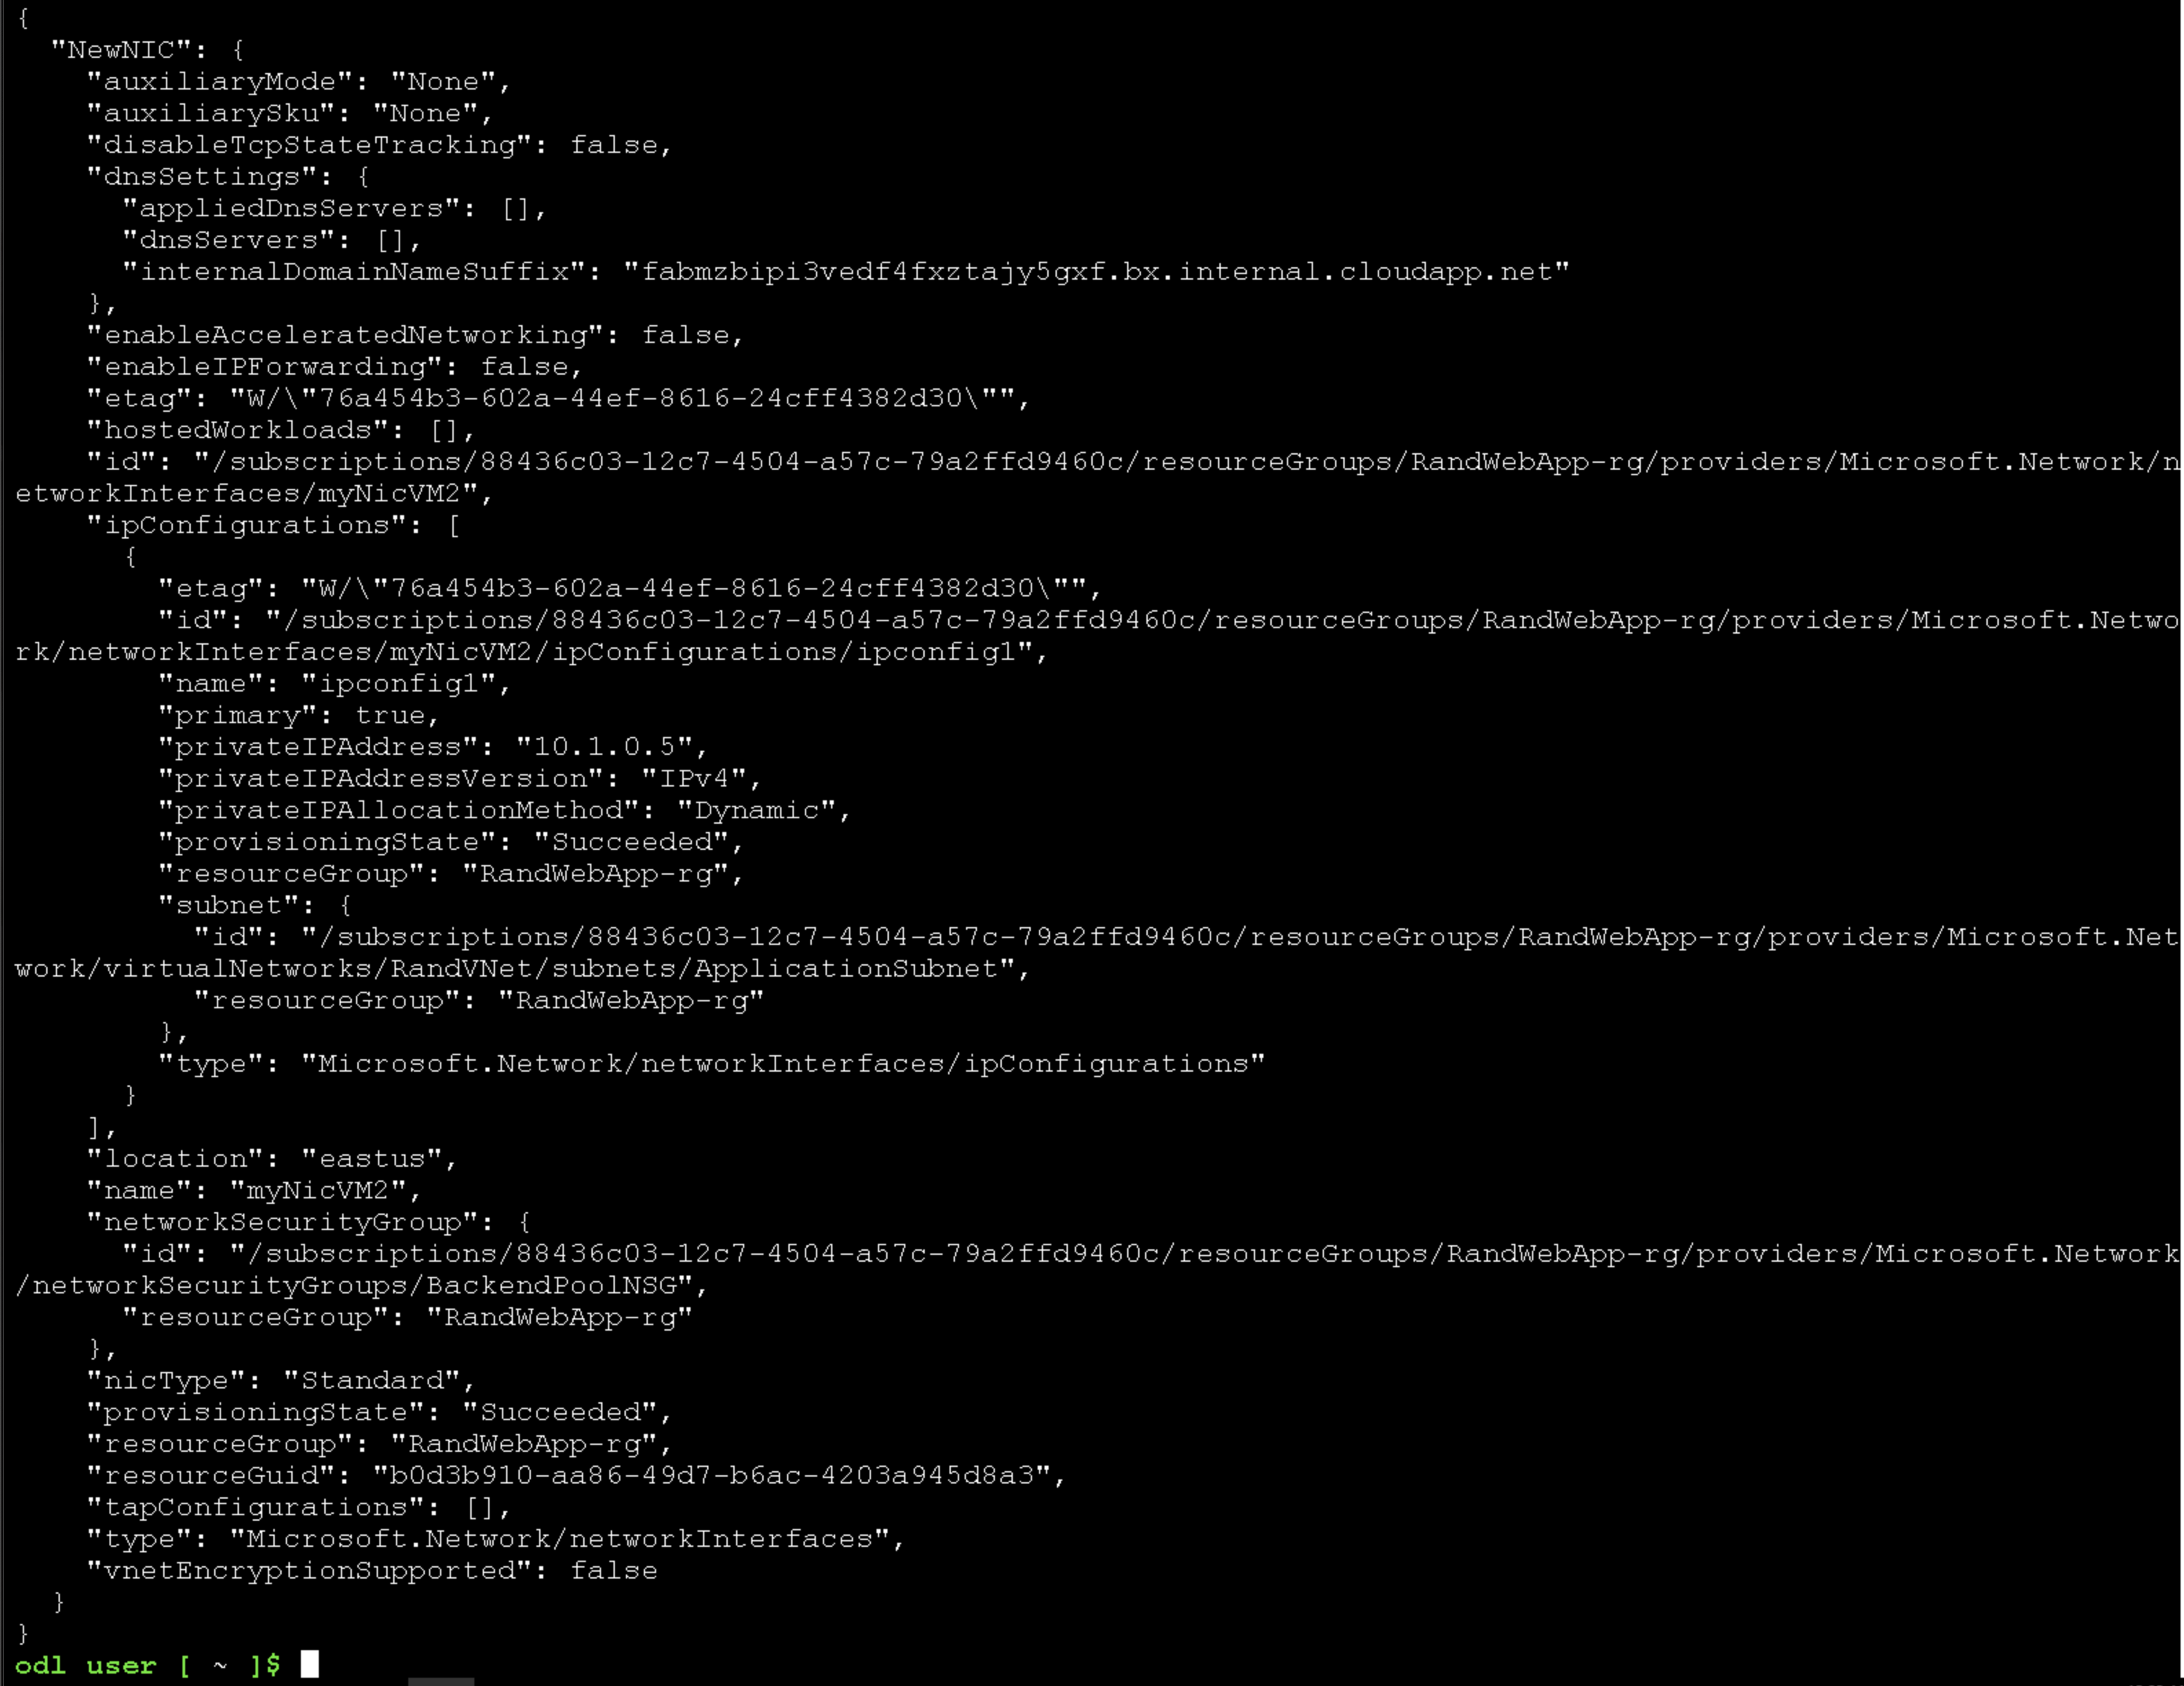 {
  "NewNIC": {
    "auxiliaryMode": "None",
    "auxiliarySku": "None",
    "disableTcpStateTracking": false,
    "dnsSettings": {
      "appliedDnsServers": [],
      "dnsServers": [],
      "internalDomainNameSuffix": "fabmzbipi3vedf4fxztajy5gxf.bx.internal.cloudapp.net"
    },
    "enableAcceleratedNetworking": false,
    "enableIPForwarding": false,
    "etag": "W/\"76a454b3-602a-44ef-8616-24cff4382d30\"",
    "hostedWorkloads": [],
    "id": "/subscriptions/88436c03-12c7-4504-a57c-79a2ffd9460c/resourceGroups/RandWebApp-rg/providers/Microsoft.Network/n
etworkInterfaces/myNicVM2",
    "ipConfigurations": [
      {
        "etag": "W/\"76a454b3-602a-44ef-8616-24cff4382d30\"",
        "id": "/subscriptions/88436c03-12c7-4504-a57c-79a2ffd9460c/resourceGroups/RandWebApp-rg/providers/Microsoft.Netwo
rk/networkInterfaces/myNicVM2/ipConfigurations/ipconfig1",
        "name": "ipconfig1",
        "primary": true,
        "privateIPAddress": "10.1.0.5",
        "privateIPAddressVersion": "IPv4",
        "privateIPAllocationMethod": "Dynamic",
        "provisioningState": "Succeeded",
        "resourceGroup": "RandWebApp-rg",
        "subnet": {
          "id": "/subscriptions/88436c03-12c7-4504-a57c-79a2ffd9460c/resourceGroups/RandWebApp-rg/providers/Microsoft.Net
work/virtualNetworks/RandVNet/subnets/ApplicationSubnet",
          "resourceGroup": "RandWebApp-rg"
        },
        "type": "Microsoft.Network/networkInterfaces/ipConfigurations"
      }
    ],
    "location": "eastus",
    "name": "myNicVM2",
    "networkSecurityGroup": {
      "id": "/subscriptions/88436c03-12c7-4504-a57c-79a2ffd9460c/resourceGroups/RandWebApp-rg/providers/Microsoft.Network
/networkSecurityGroups/BackendPoolNSG",
      "resourceGroup": "RandWebApp-rg"
    },
    "nicType": "Standard",
    "provisioningState": "Succeeded",
    "resourceGroup": "RandWebApp-rg",
    "resourceGuid": "b0d3b910-aa86-49d7-b6ac-4203a945d8a3",
    "tapConfigurations": [],
    "type": "Microsoft.Network/networkInterfaces",
    "vnetEncryptionSupported": false
  }
}
odl user [ ~ ]$